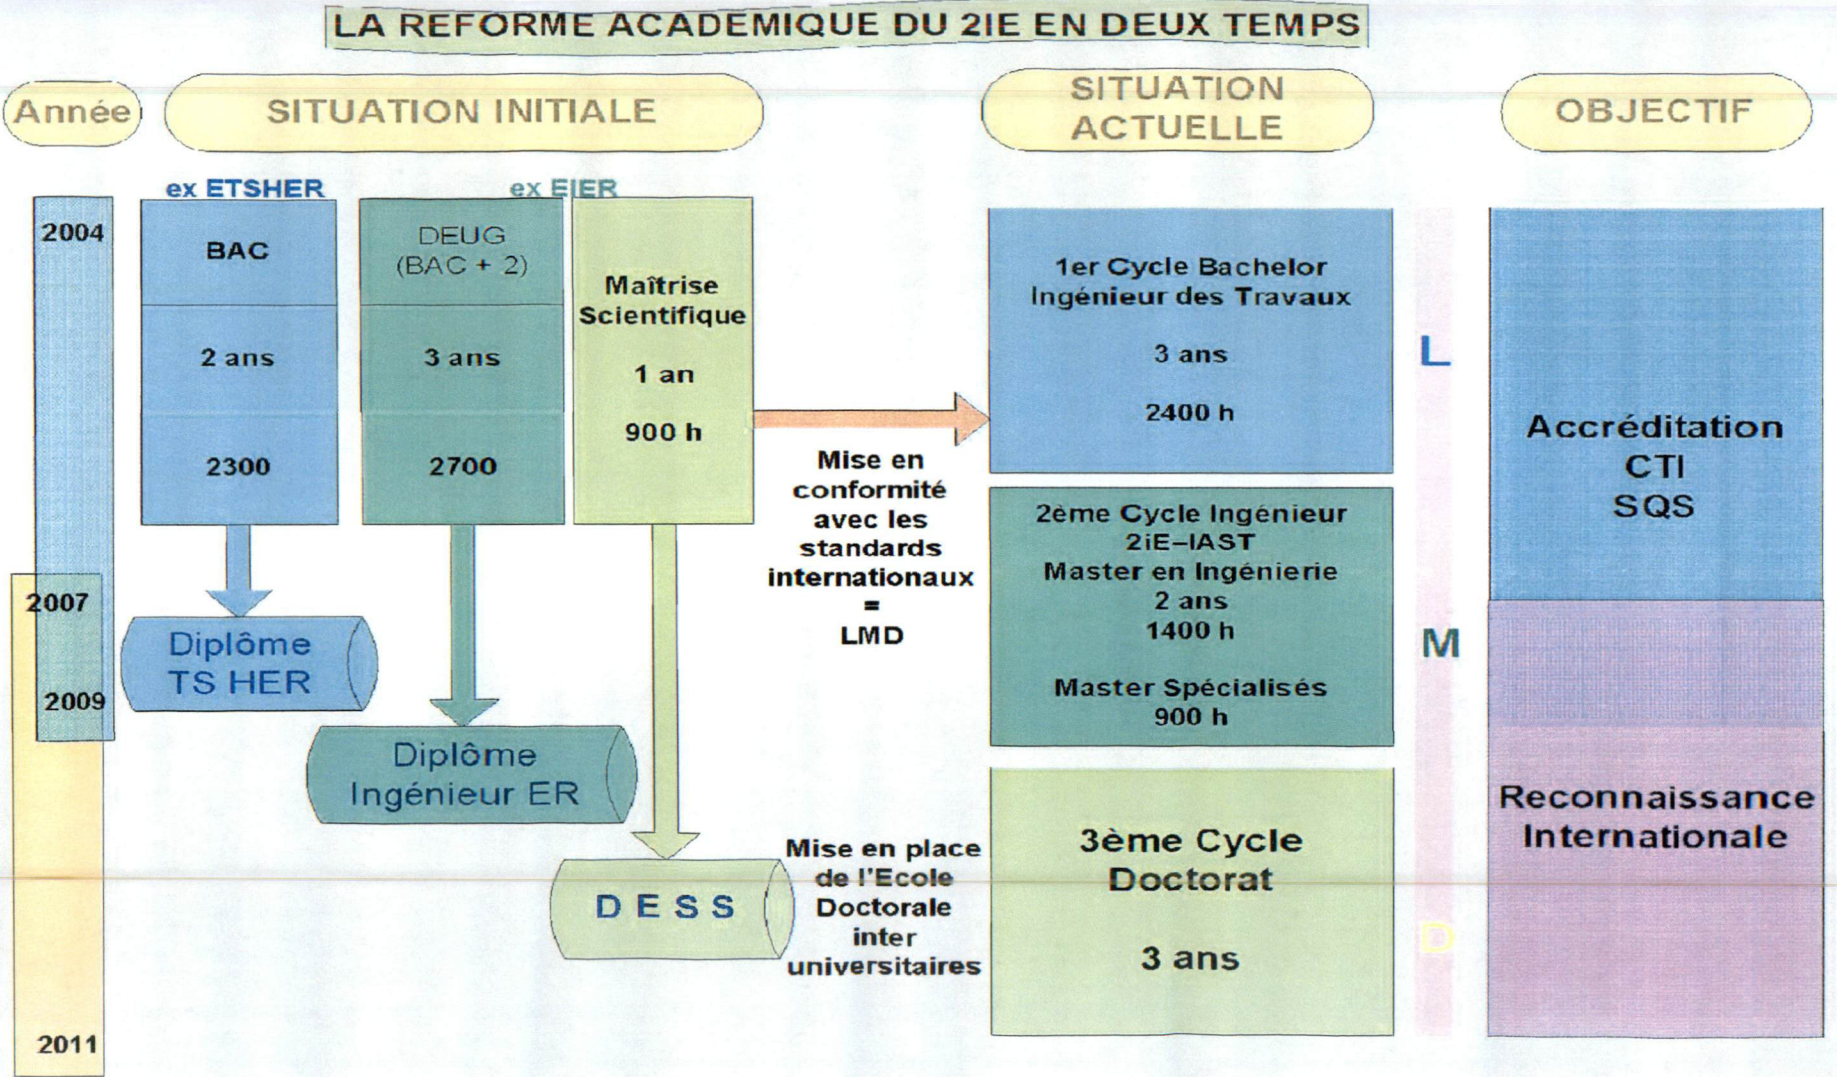 LA REFORME ACADEMIQUE DU 2IE EN DEUX TEMPS
Année
SITUATION INITIALE
SITUATION
ACTUELLE
OBJECTIF
2004
2007
2009
2011
ex ETSHER
BAC
2 ans
2300
Diplôme
TS HER
ex EIER
DEUG
(BAC + 2)
3 ans
2700
Diplôme
Ingénieur ER
Maîtrise
Scientifique
1 an
900 h
D E S S
Mise en
conformité
avec les
standards
internationaux
=
LMD
Mise en place
de l'Ecole
Doctorale
inter
universitaires
1er Cycle Bachelor
Ingénieur des Travaux
3 ans
2400 h
2ème Cycle Ingénieur
2iE–IAST
Master en Ingénierie
2 ans
1400 h
Master Spécialisés
900 h
3ème Cycle
Doctorat
3 ans
L
M
D
Accréditation
CTI
SQS
Reconnaissance
Internationale